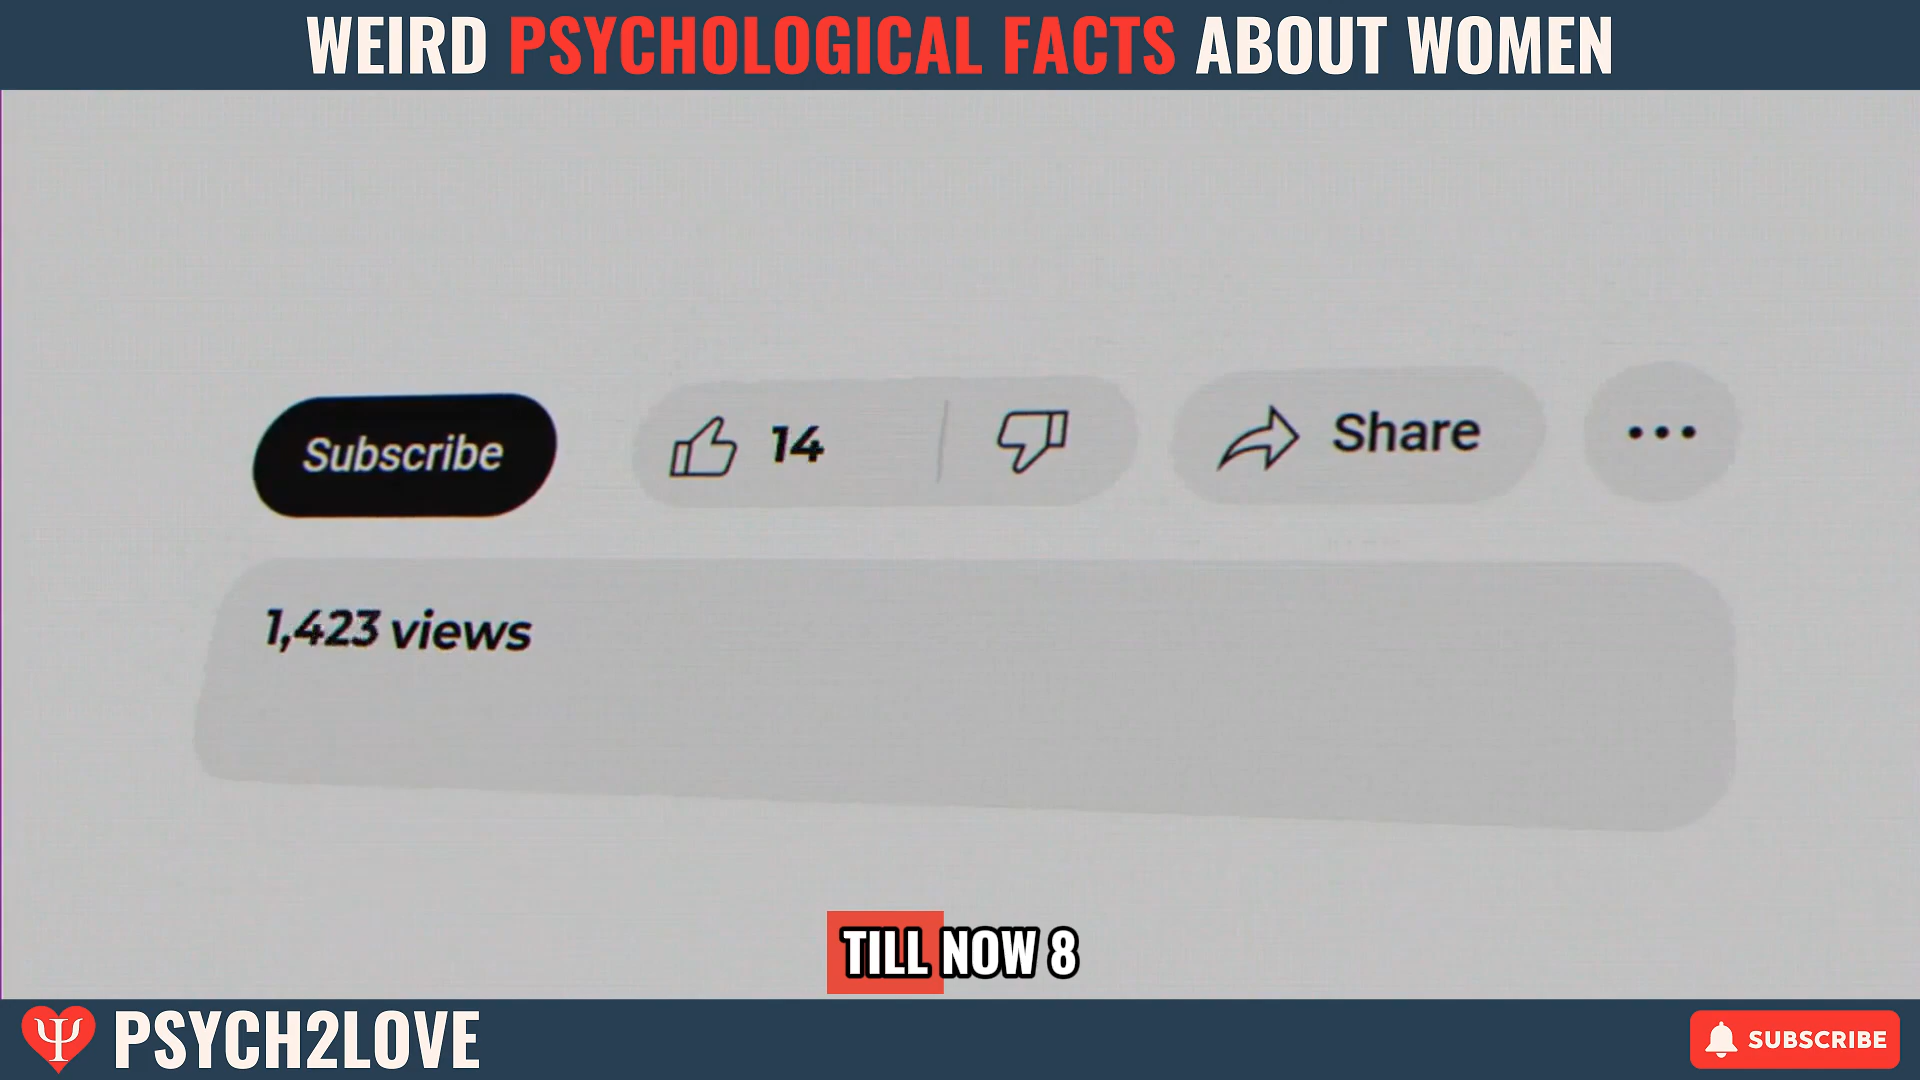 WEIRD PSYCHOLOGICAL FACTS ABOUT WOMEN
Subscribe
14
Share
1,423 views
TILL NOW 8
PSYCH2LOVE
SUBSCRIBE